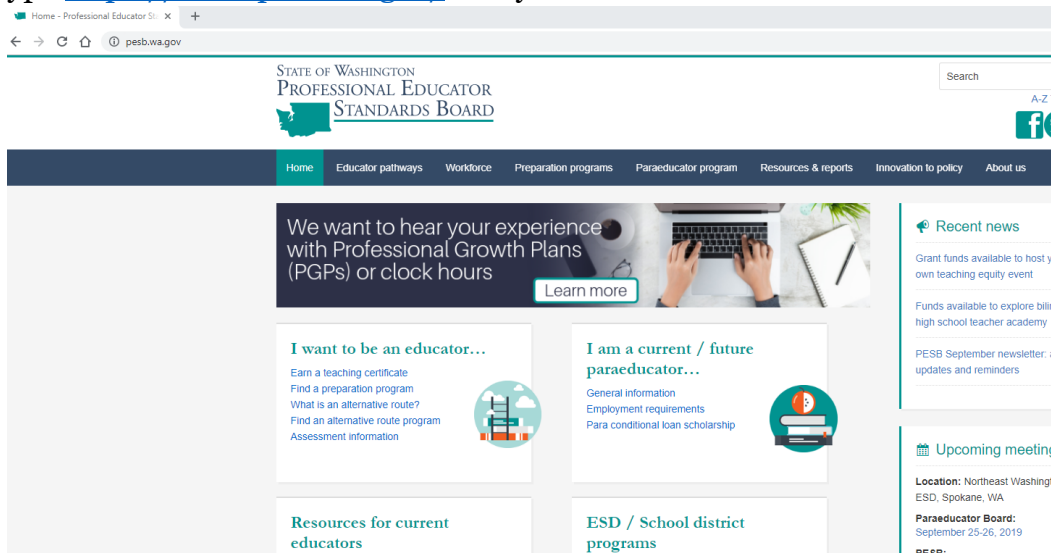 Home - Professional Educator St
pesb.wa.gov
STATE OF WASHINGTON
PROFESSIONAL EDUCATOR
STANDARDS BOARD
Search
A-Z
Home Educator pathways Workforce Preparation programs Paraeducator program Resources & reports Innovation to policy About us
We want to hear your experience
with Professional Growth Plans
(PGPs) or clock hours
Learn more
I want to be an educator…
Earn a teaching certificate
Find a preparation program
What is an alternative route?
Find an alternative route program
Assessment information
I am a current / future
paraeducator…
General information
Employment requirements
Para conditional loan scholarship
Resources for current
educators
ESD / School district
programs
Recent news
Grant funds available to host y
own teaching equity event
Funds available to explore bili
high school teacher academy
PESB September newsletter:
updates and reminders
Upcoming meeting
Location: Northeast Washingt
ESD, Spokane, WA
Paraeducator Board:
September 25-26, 2019
PESB: